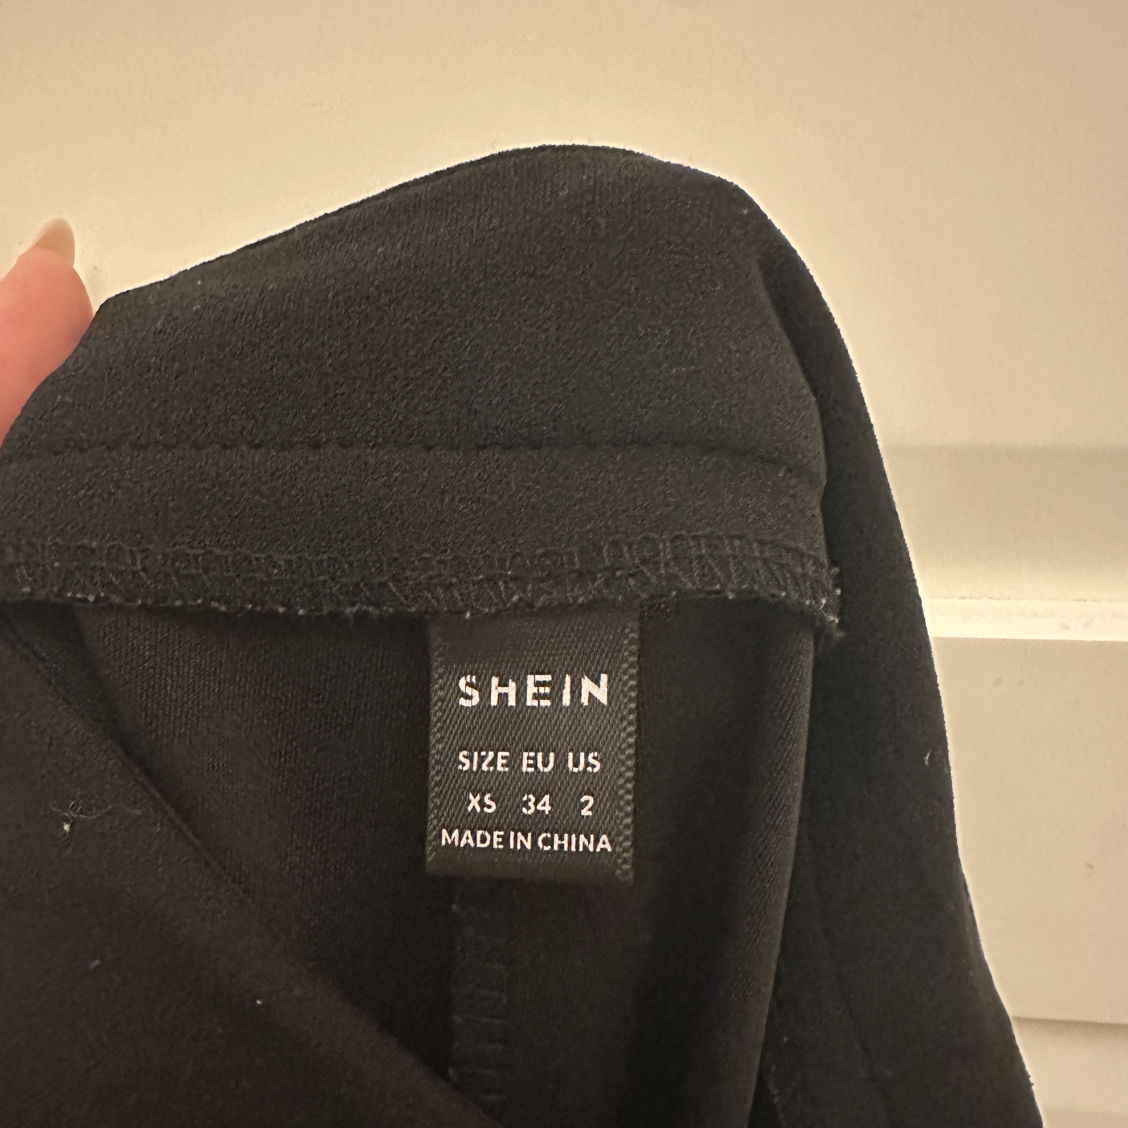 SHEIN
SIZE EU US
XS 34 2
MADE IN CHINA